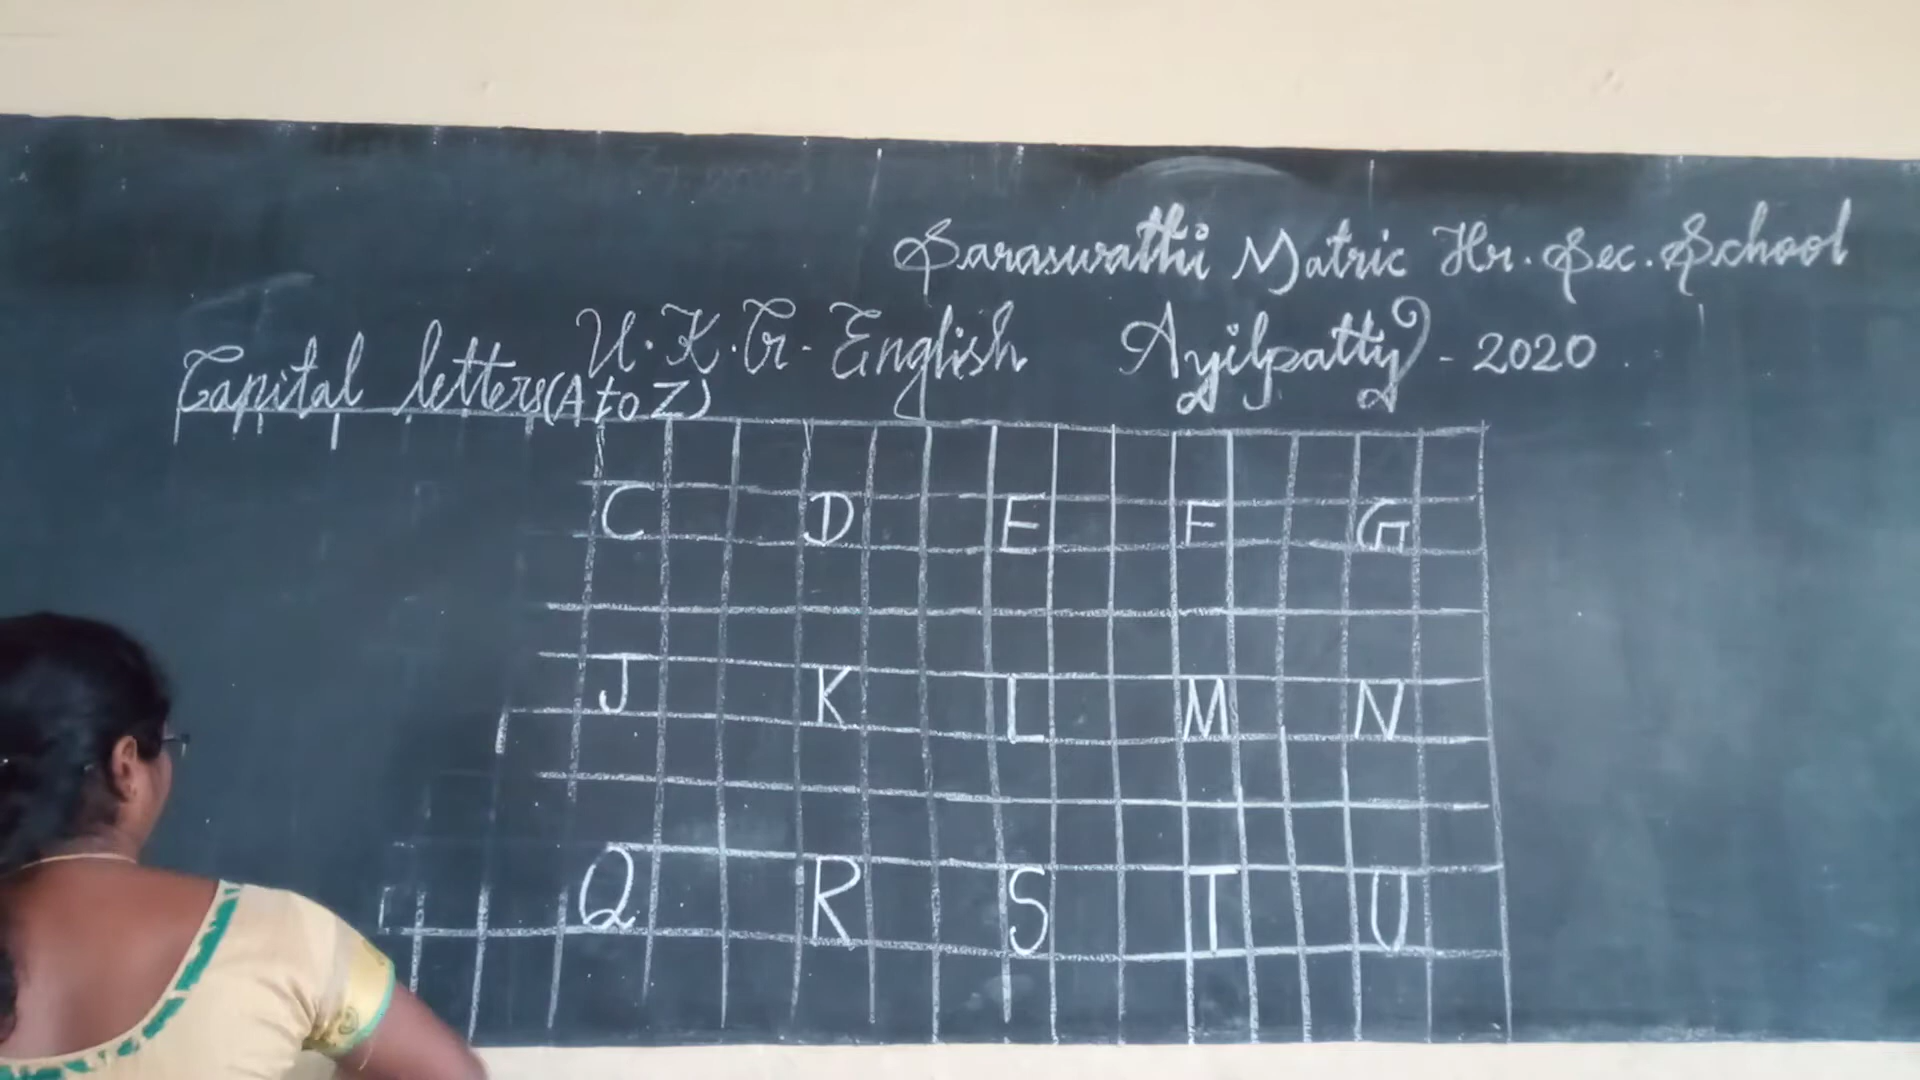 Saraswathi Matric Hr. Sec. School
U.K.G - English Ayilpatty - 2020.
Capital letters (A to Z)
C D E F G
J K L M N
Q R S T U